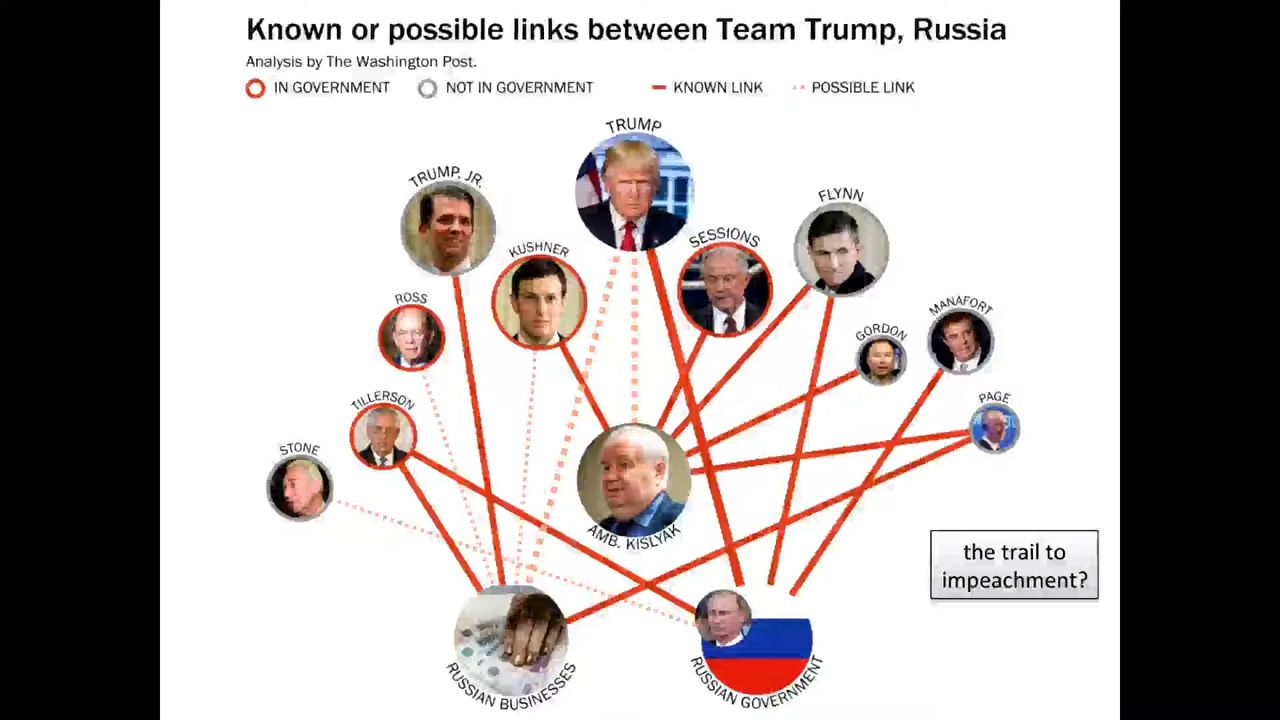 Known or possible links between Team Trump, Russia
Analysis by The Washington Post.
IN GOVERNMENT
NOT IN GOVERNMENT
KNOWN LINK
POSSIBLE LINK
TRUMP
TRUMP, JR.
FLYNN
SESSIONS
KUSHNER
ROSS
MANAFORT
GORDON
TILLERSON
PAGE
STONE
AMB. KISLYAK
the trail to
impeachment?
RUSSIAN BUSINESSES
RUSSIAN GOVERNMENT